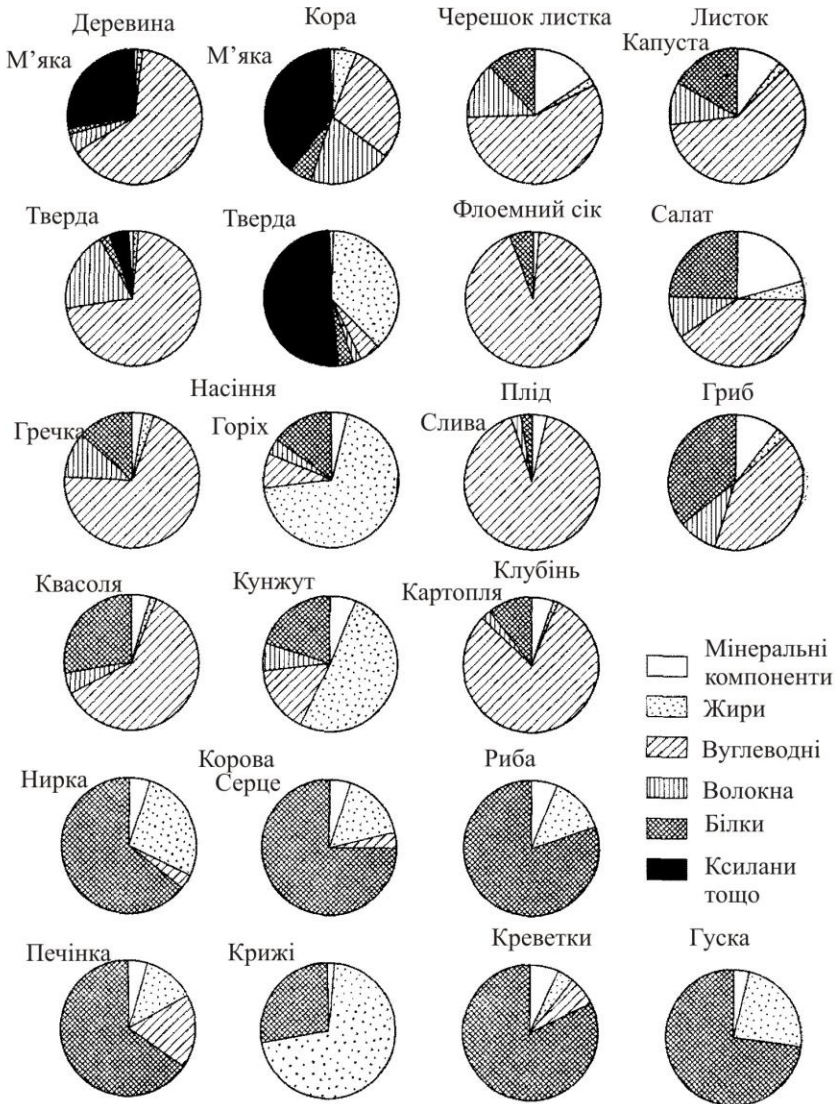 Деревина
Кора
Черешок листка
Листок
М’яка
М’яка
Капуста
Тверда
Тверда
Флоемний сік
Салат
Насіння
Плід
Гриб
Гречка
Горіх
Слива
Квасоля
Кунжут
Клубінь
Картопля
Мінеральні
компоненти
Жири
Вуглеводні
Волокна
Білки
Ксилани
тощо
Корова
Нирка
Серце
Риба
Печінка
Крижі
Креветки
Гуска